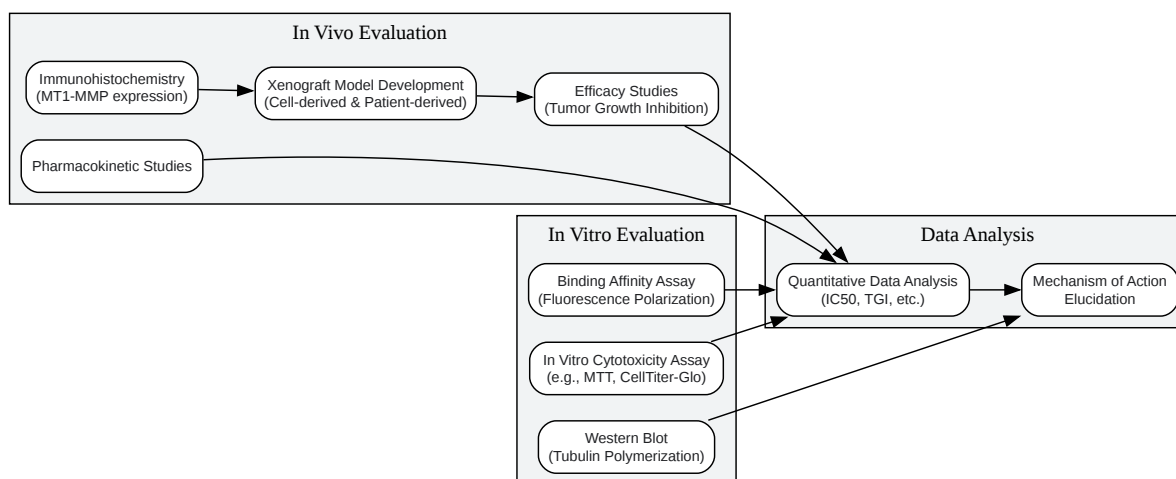 In Vivo Evaluation
Immunohistochemistry
(MT1-MMP expression)
Xenograft Model Development
(Cell-derived & Patient-derived)
Efficacy Studies
(Tumor Growth Inhibition)
Pharmacokinetic Studies
In Vitro Evaluation
Binding Affinity Assay
(Fluorescence Polarization)
In Vitro Cytotoxicity Assay
(e.g., MTT, CellTiter-Glo)
Western Blot
(Tubulin Polymerization)
Data Analysis
Quantitative Data Analysis
(IC50, TGI, etc.)
Mechanism of Action
Elucidation